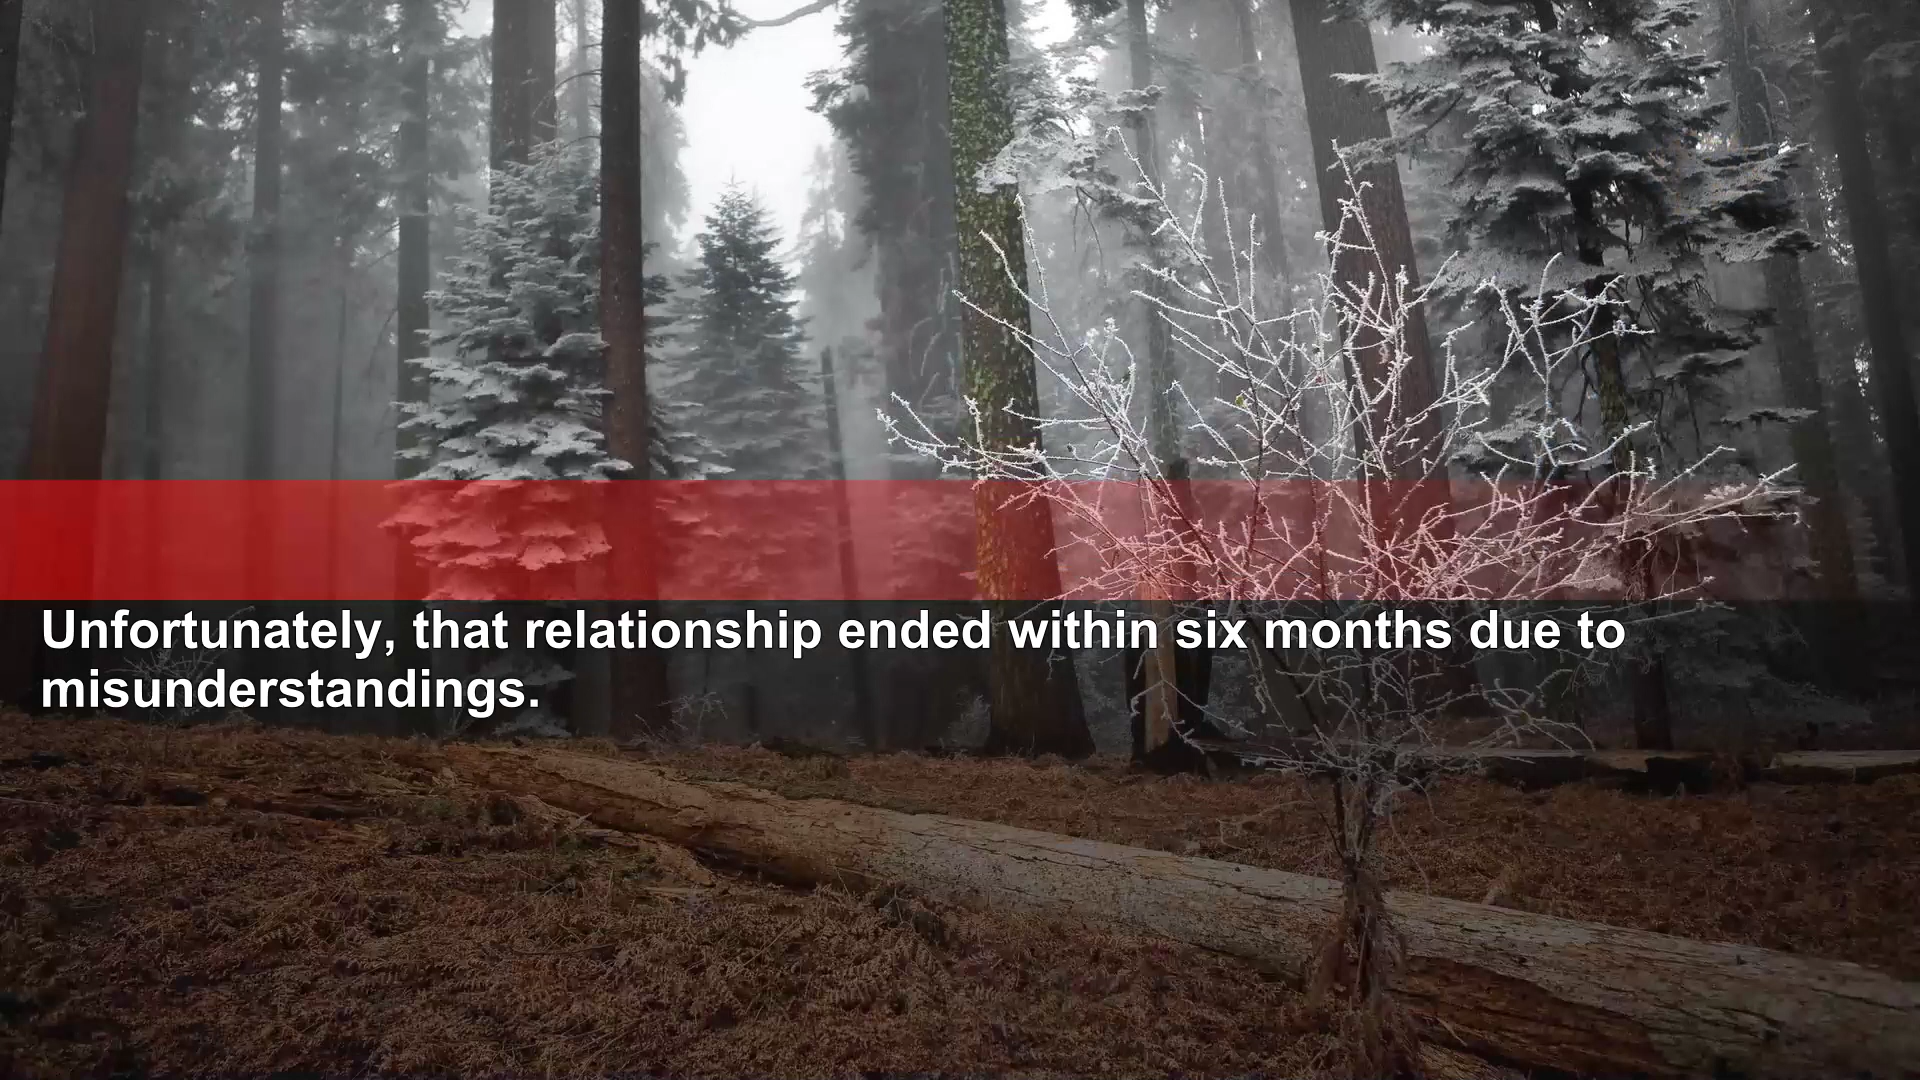 Unfortunately, that relationship ended within six months due to
misunderstandings.